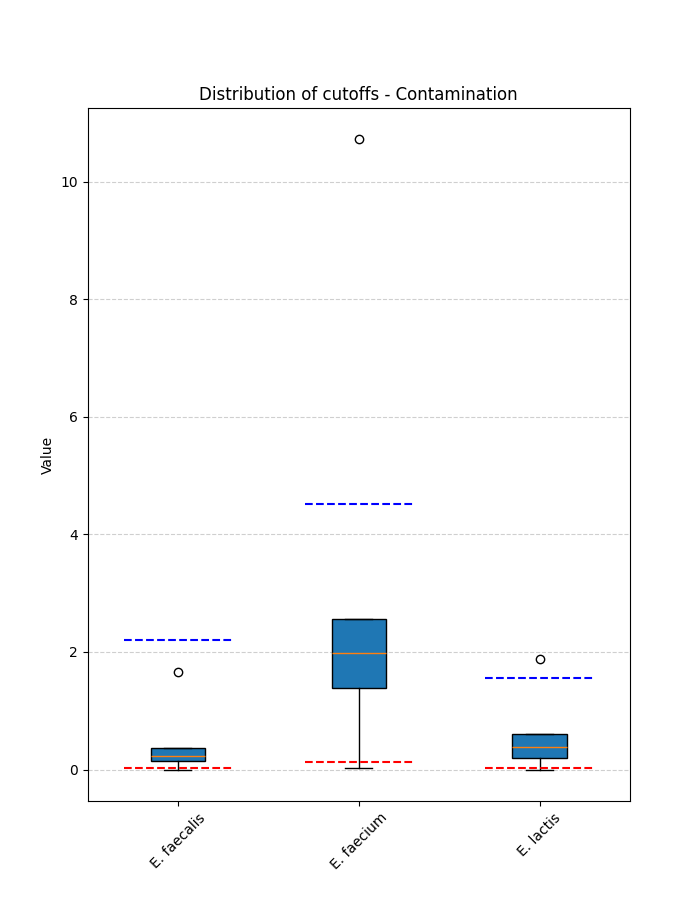 Distribution of cutoffs - Contamination
Value
10
8
6
4
2
0
E. faecalis
E. faecium
E. lactis